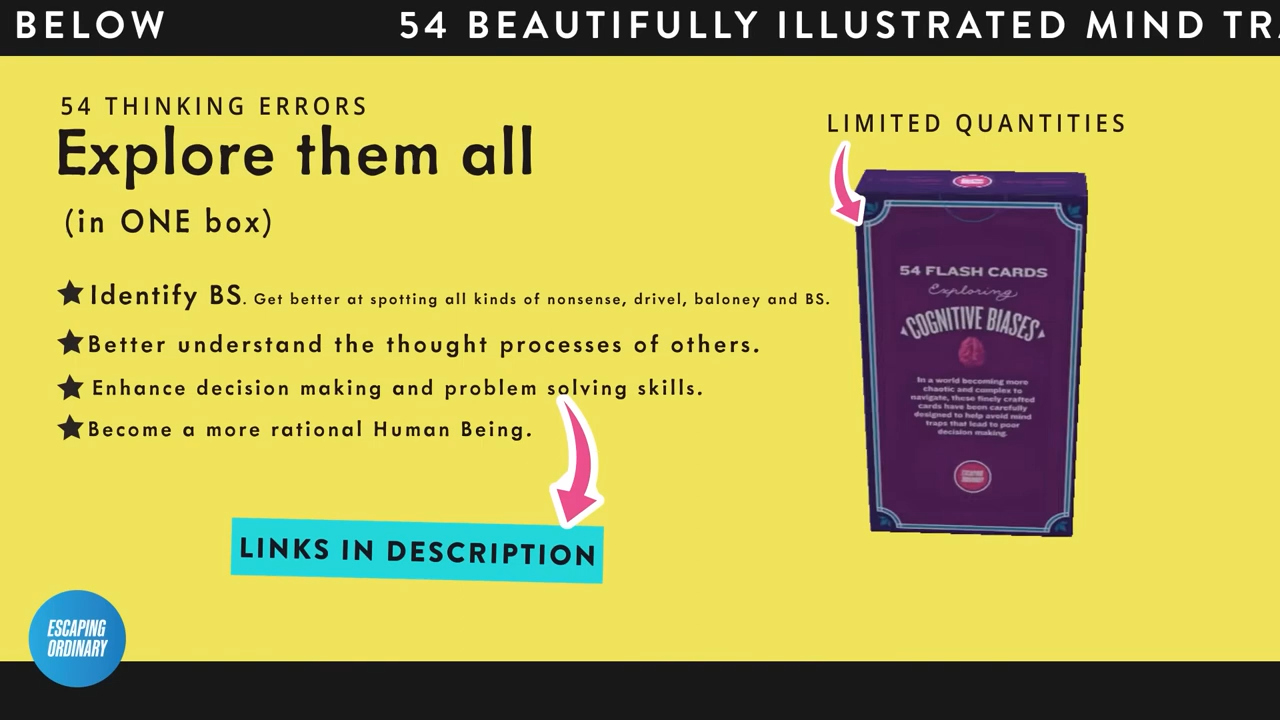 BELOW
54 BEAUTIFULLY ILLUSTRATED MIND
54 THINKING ERRORS
Explore them all
(in ONE box)
Identify BS. Get better at spotting all kinds of nonsense, drivel, baloney and BS.
Better understand the thought processes of others.
Enhance decision making and problem solving skills.
Become a more rational Human Being.
LINKS IN DESCRIPTION
LIMITED QUANTITIES
54 FLASH CARDS
Exploring
COGNITIVE BIASES
In a world becoming more
chaotic and complex to
navigate, these finely crafted
cards have been carefully
designed to help avoid mind
traps that lead to poor
decision making.
ESCAPING
ORDINARY
ESCAPING
ORDINARY